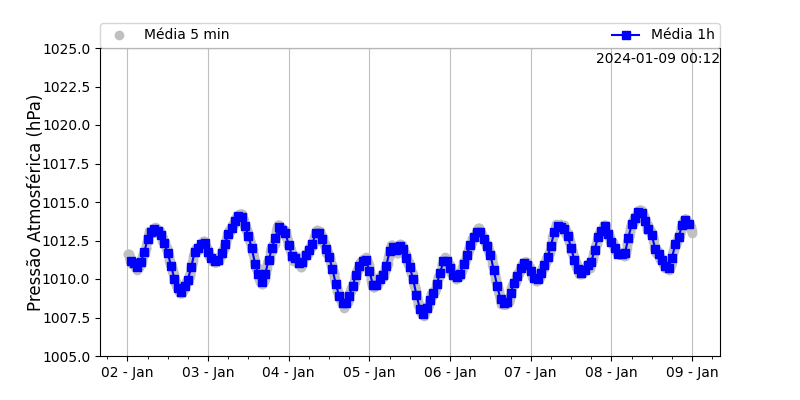 Média 5 min
Média 1h
2024-01-09 00:12
Pressão Atmosférica (hPa)
1025.0
1022.5
1020.0
1017.5
1015.0
1012.5
1010.0
1007.5
1005.0
02 - Jan
03 - Jan
04 - Jan
05 - Jan
06 - Jan
07 - Jan
08 - Jan
09 - Jan